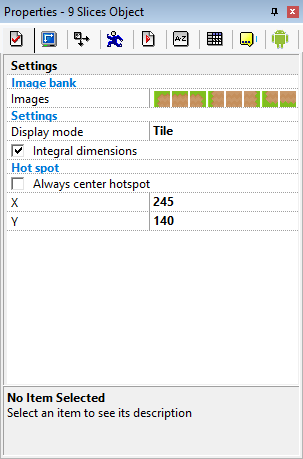 Properties - 9 Slices Object
A-Z
Settings
Image bank
Images
Settings
Display mode Tile
Integral dimensions
Hot spot
Always center hotspot
X 245
Y 140
No Item Selected
Select an item to see its description